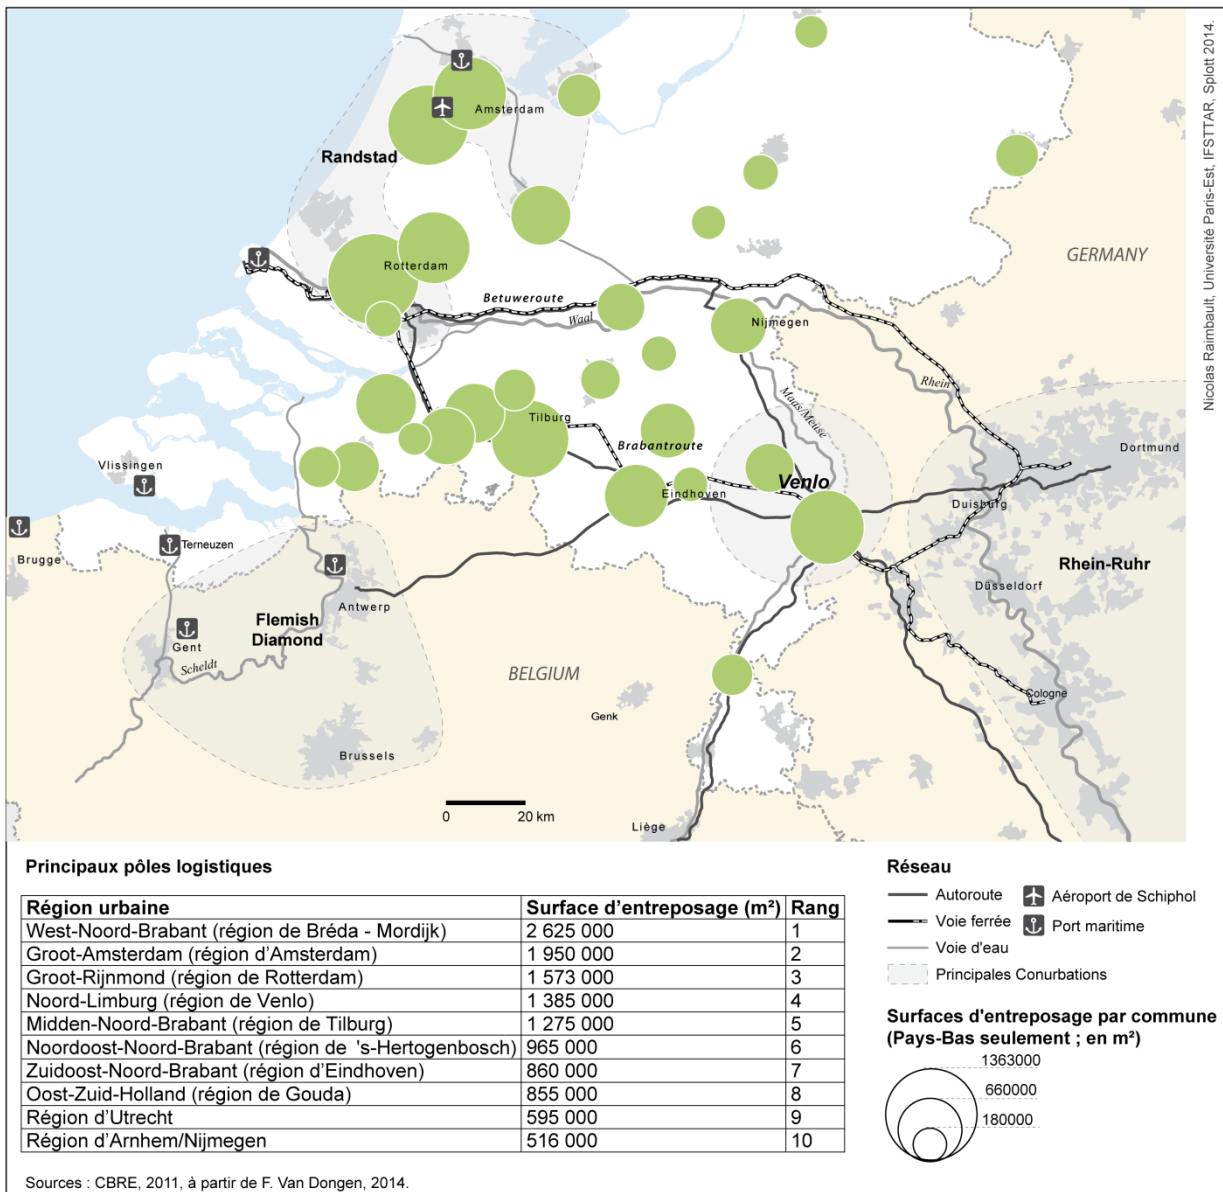 Nicolas Raimbault, Université Paris-Est, IFSTTAR, Splott 2014.
Amsterdam
Randstad
GERMANY
Rotterdam
Betuweroute
Waal
Nijmegen
Rhein
Maas/Meuse
Tilburg
Brabantroute
Dortmund
Vlissingen
Venlo
Eindhoven
Duisburg
Brugge
Terneuzen
Rhein-Ruhr
Düsseldorf
Antwerp
Flemish
Diamond
Gent
Scheldt
BELGIUM
Cologne
Genk
Brussels
0 20 km
Liège
Principaux pôles logistiques
Région urbaine Surface d'entreposage (m²) Rang
West-Noord-Brabant (région de Bréda - Mordijk) 2 625 000 1
Groot-Amsterdam (région d'Amsterdam) 1 950 000 2
Groot-Rijnmond (région de Rotterdam) 1 573 000 3
Noord-Limburg (région de Venlo) 1 385 000 4
Midden-Noord-Brabant (région de Tilburg) 1 275 000 5
Noordoost-Noord-Brabant (région de 's-Hertogenbosch) 965 000 6
Zuidoost-Noord-Brabant (région d'Eindhoven) 860 000 7
Oost-Zuid-Holland (région de Gouda) 855 000 8
Région d'Utrecht 595 000 9
Région d'Arnhem/Nijmegen 516 000 10
Sources : CBRE, 2011, à partir de F. Van Dongen, 2014.
Réseau
Autoroute Aéroport de Schiphol
Voie ferrée Port maritime
Voie d'eau
Principales Conurbations
Surfaces d'entreposage par commune
(Pays-Bas seulement ; en m²)
1363000
660000
180000